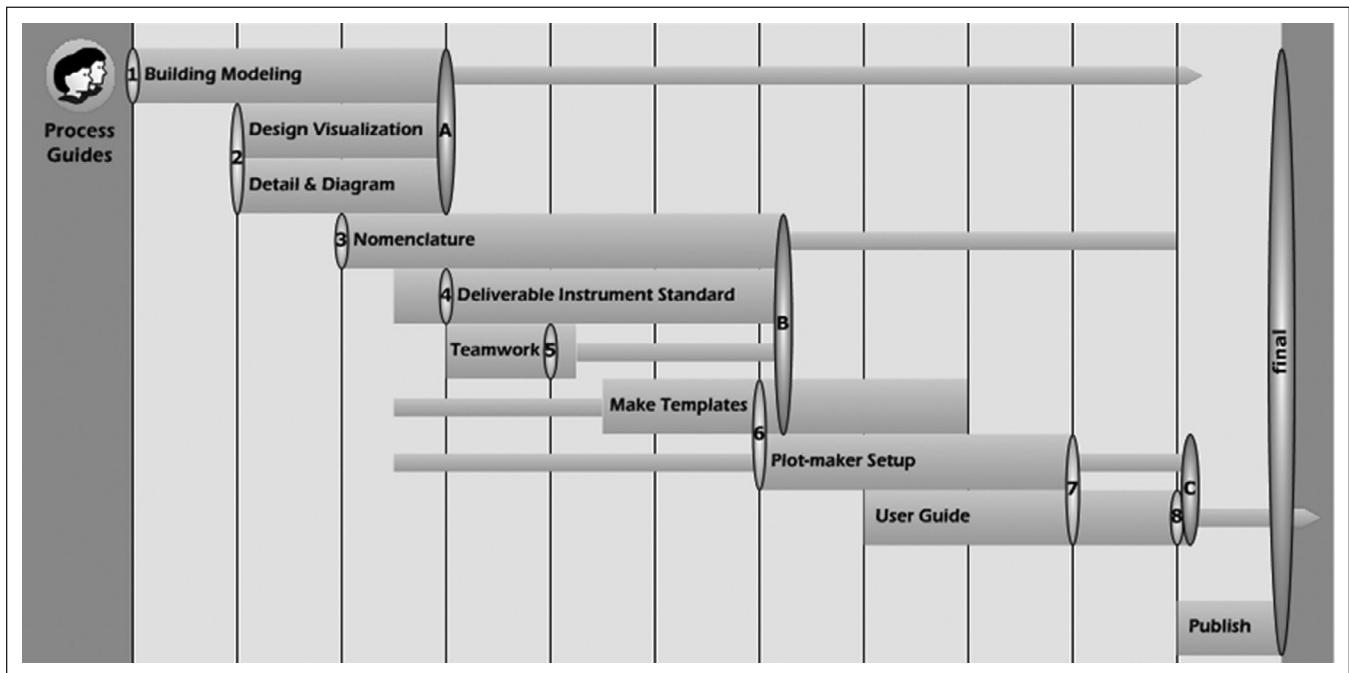 Process
Guides
1 Building Modeling
2
Design Visualization
A
Detail & Diagram
3 Nomenclature
4 Deliverable Instrument Standard
B
Teamwork 5
final
Make Templates
6
Plot-maker Setup
7
C
User Guide
8
Publish